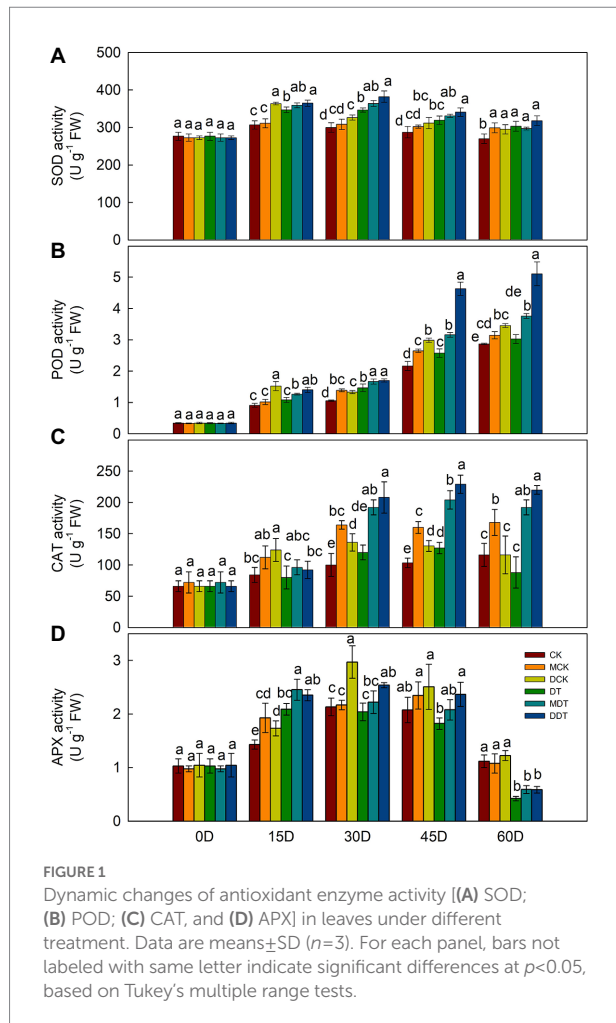 A
500
400
300
200
100
0
SOD activity
(U g⁻¹ FW)
a a a a a a
c c a b ab a
d cd c b ab a
d cd bc bc ab a
b a a a a a
B
5
4
3
2
1
0
POD activity
(U g⁻¹ FW)
a a a a a a
c c a c b ab
d c c b a a
d c b c b a
e cd bc de b a
C
250
200
150
100
50
0
CAT activity
(U g⁻¹ FW)
a a a a a a
bc ab a c bc bc
e bc cd de ab a
e c d d b a
c b c c ab a
D
3
2
1
0
APX activity
(U g⁻¹ FW)
a a a a a a
e cd d bc a ab
c c a c bc ab
ab ab a b ab ab
a a a b b b
CK
MCK
DCK
DT
MDT
DDT
0D 15D 30D 45D 60D
FIGURE 1
Dynamic changes of antioxidant enzyme activity [(A) SOD;
(B) POD; (C) CAT, and (D) APX] in leaves under different
treatment. Data are means±SD (n=3). For each panel, bars not
labeled with same letter indicate significant differences at p<0.05,
based on Tukey's multiple range tests.